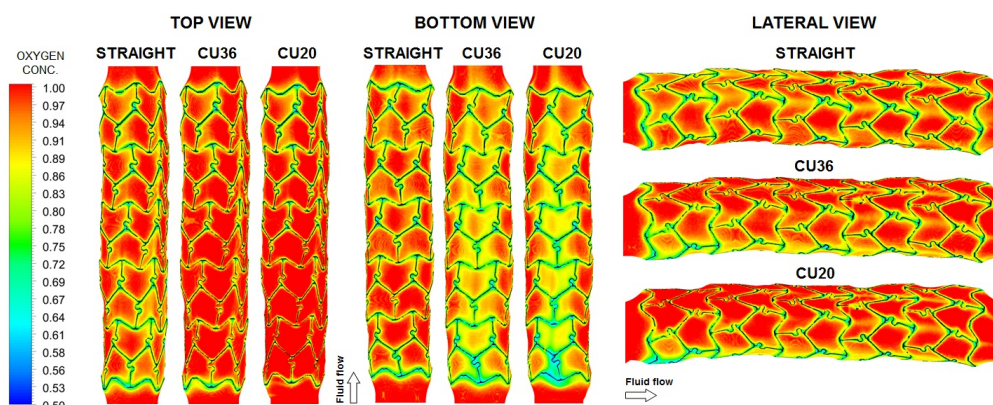 TOP VIEW
BOTTOM VIEW
LATERAL VIEW
STRAIGHT
CU36
CU20
STRAIGHT
CU36
CU20
STRAIGHT
OXYGEN
CONC.
1.00
0.97
0.94
0.91
0.89
0.86
0.83
0.80
0.78
0.75
0.72
0.69
0.67
0.64
0.61
0.58
0.56
0.53
0.50
CU36
CU20
Fluid flow
Fluid flow